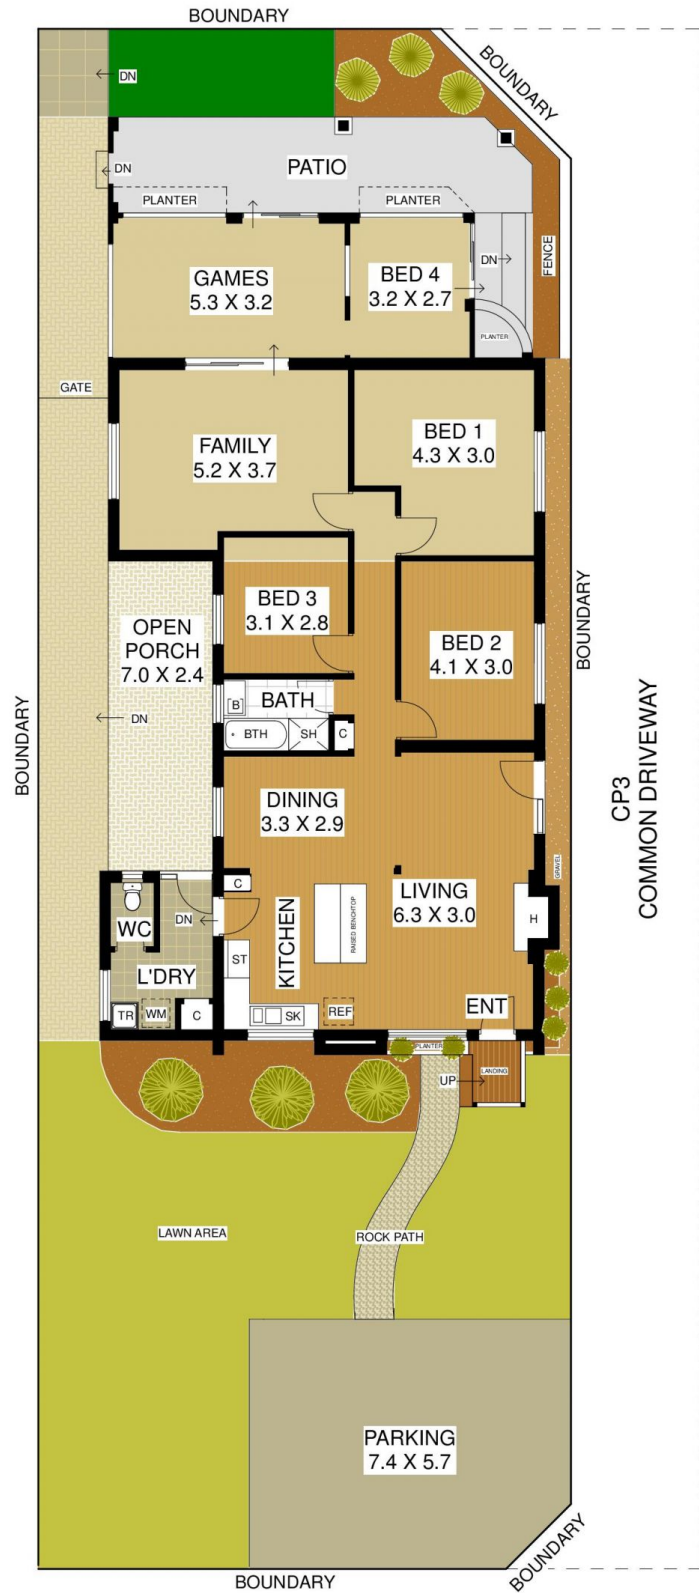 BOUNDARY
BOUNDARY
DN
PATIO
DN
PLANTER
PLANTER
GAMES
5.3 X 3.2
BED 4
3.2 X 2.7
DN
FENCE
PLANTER
GATE
FAMILY
5.2 X 3.7
BED 1
4.3 X 3.0
BED 3
3.1 X 2.8
BED 2
4.1 X 3.0
BOUNDARY
OPEN
PORCH
7.0 X 2.4
DN
BATH
B
BTH
SH
C
BOUNDARY
CP3
COMMON DRIVEWAY
DINING
3.3 X 2.9
C
LIVING
6.3 X 3.0
GRAVEL
H
WC
DN
KITCHEN
RAISED BENCHTOP
ST
L'DRY
TR
WM
C
SK
REF
ENT
PLANTER
UP
LANDING
LAWN AREA
ROCK PATH
PARKING
7.4 X 5.7
BOUNDARY
BOUNDARY